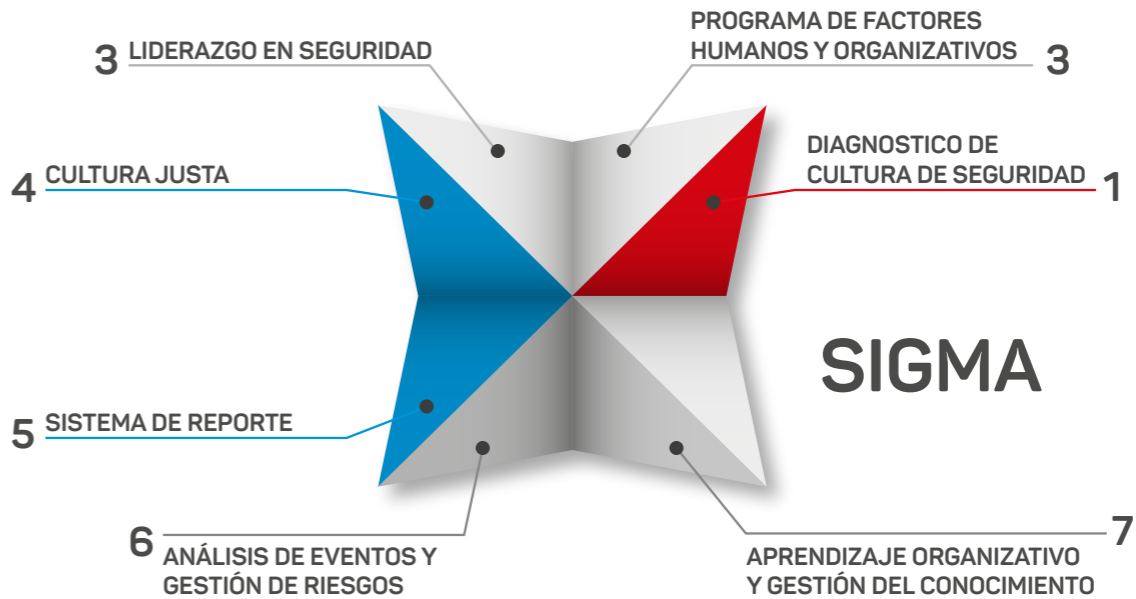 3 LIDERAZGO EN SEGURIDAD
PROGRAMA DE FACTORES
HUMANOS Y ORGANIZATIVOS 3
4 CULTURA JUSTA
DIAGNOSTICO DE
CULTURA DE SEGURIDAD 1
SIGMA
5 SISTEMA DE REPORTE
6 ANÁLISIS DE EVENTOS Y
GESTIÓN DE RIESGOS
7
APRENDIZAJE ORGANIZATIVO
Y GESTIÓN DEL CONOCIMIENTO